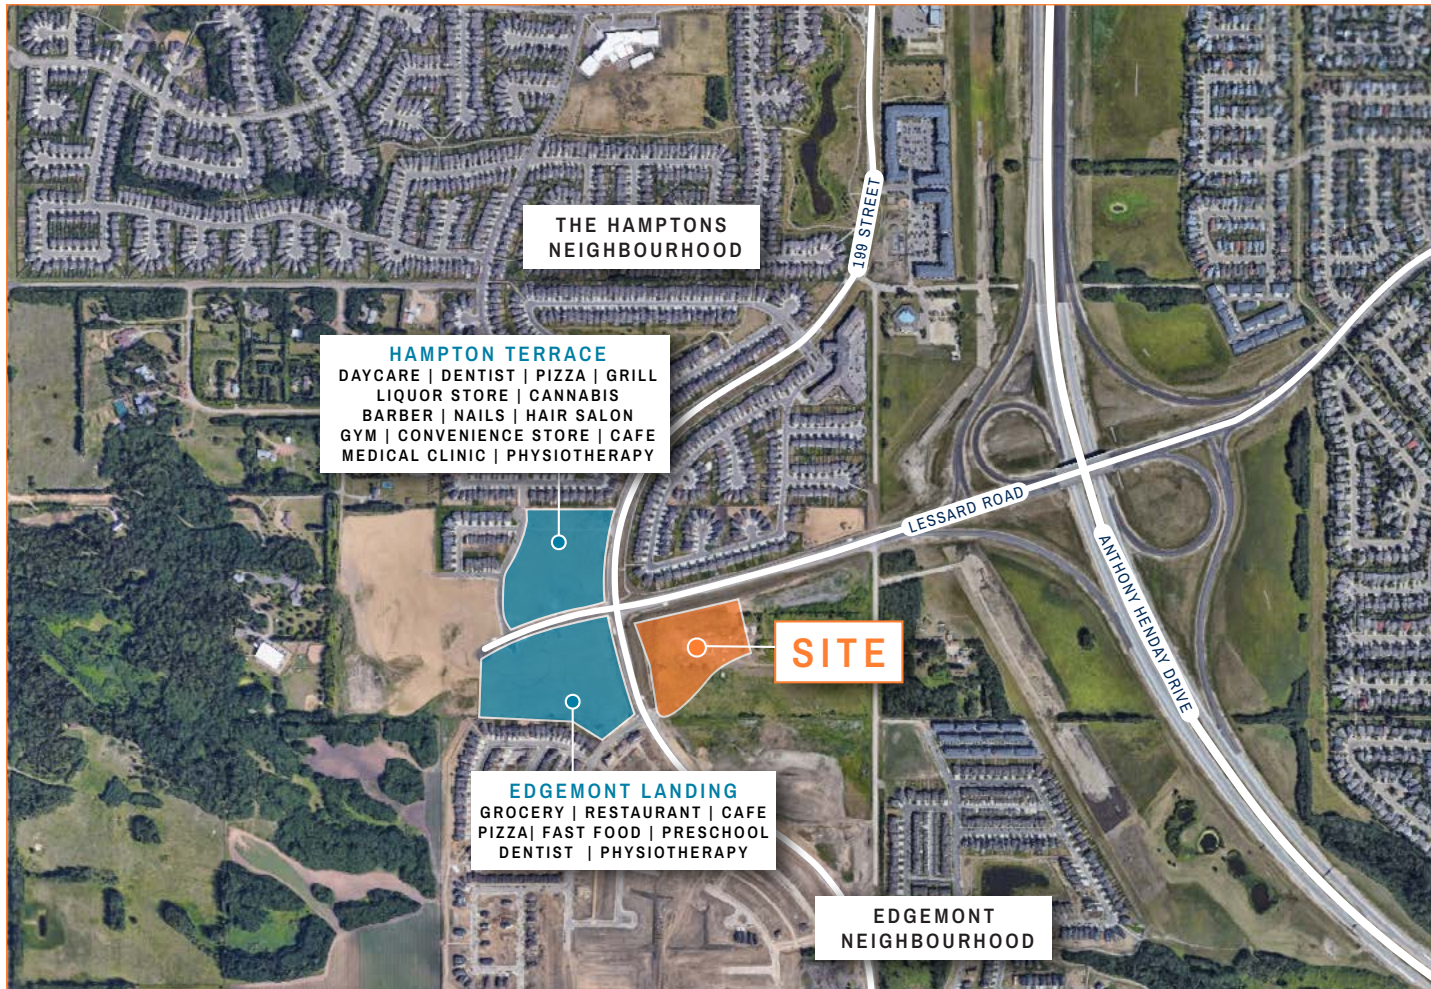 THE HAMPTONS
NEIGHBOURHOOD
199 STREET
HAMPTON TERRACE
DAYCARE | DENTIST | PIZZA | GRILL
LIQUOR STORE | CANNABIS
BARBER | NAILS | HAIR SALON
GYM | CONVENIENCE STORE | CAFE
MEDICAL CLINIC | PHYSIOTHERAPY
LESSARD ROAD
ANTHONY HENDAY DRIVE
SITE
EDGEMONT LANDING
GROCERY | RESTAURANT | CAFE
PIZZA| FAST FOOD | PRESCHOOL
DENTIST | PHYSIOTHERAPY
EDGEMONT
NEIGHBOURHOOD